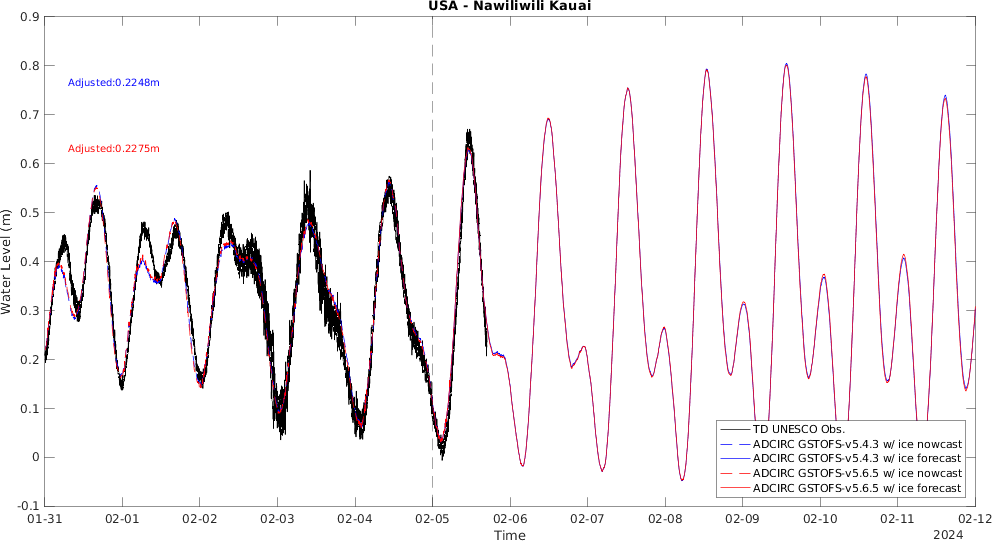 USA - Nawiliwili Kauai
0.9
0.8
0.7
0.6
0.5
0.4
0.3
0.2
0.1
0
-0.1
Water Level (m)
Adjusted:0.2248m
Adjusted:0.2275m
TD UNESCO Obs.
ADCIRC GSTOFS-v5.4.3 w/ ice nowcast
ADCIRC GSTOFS-v5.4.3 w/ ice forecast
ADCIRC GSTOFS-v5.6.5 w/ ice nowcast
ADCIRC GSTOFS-v5.6.5 w/ ice forecast
01-31 02-01 02-02 02-03 02-04 02-05 02-06 02-07 02-08 02-09 02-10 02-11 02-12
Time
2024